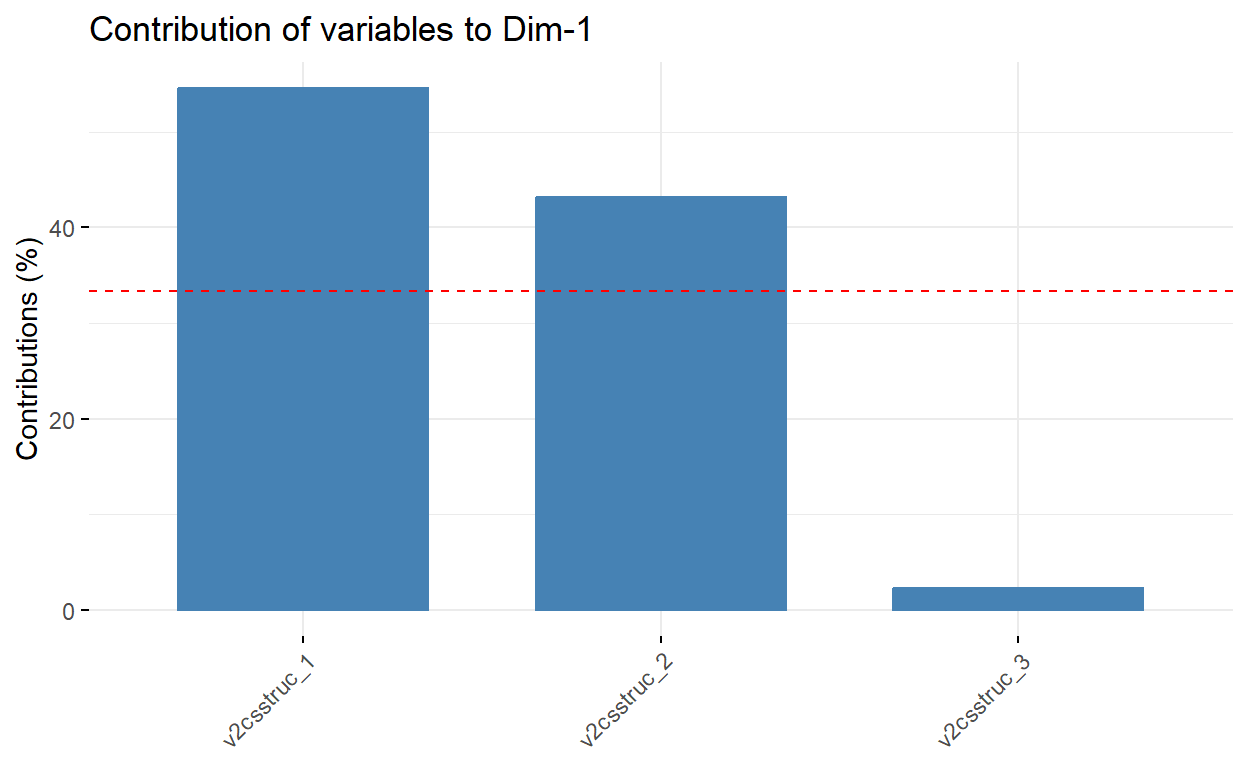 Contribution of variables to Dim-1
Contributions (%)
40
20
0
v2csstruc_1
v2csstruc_2
v2csstruc_3